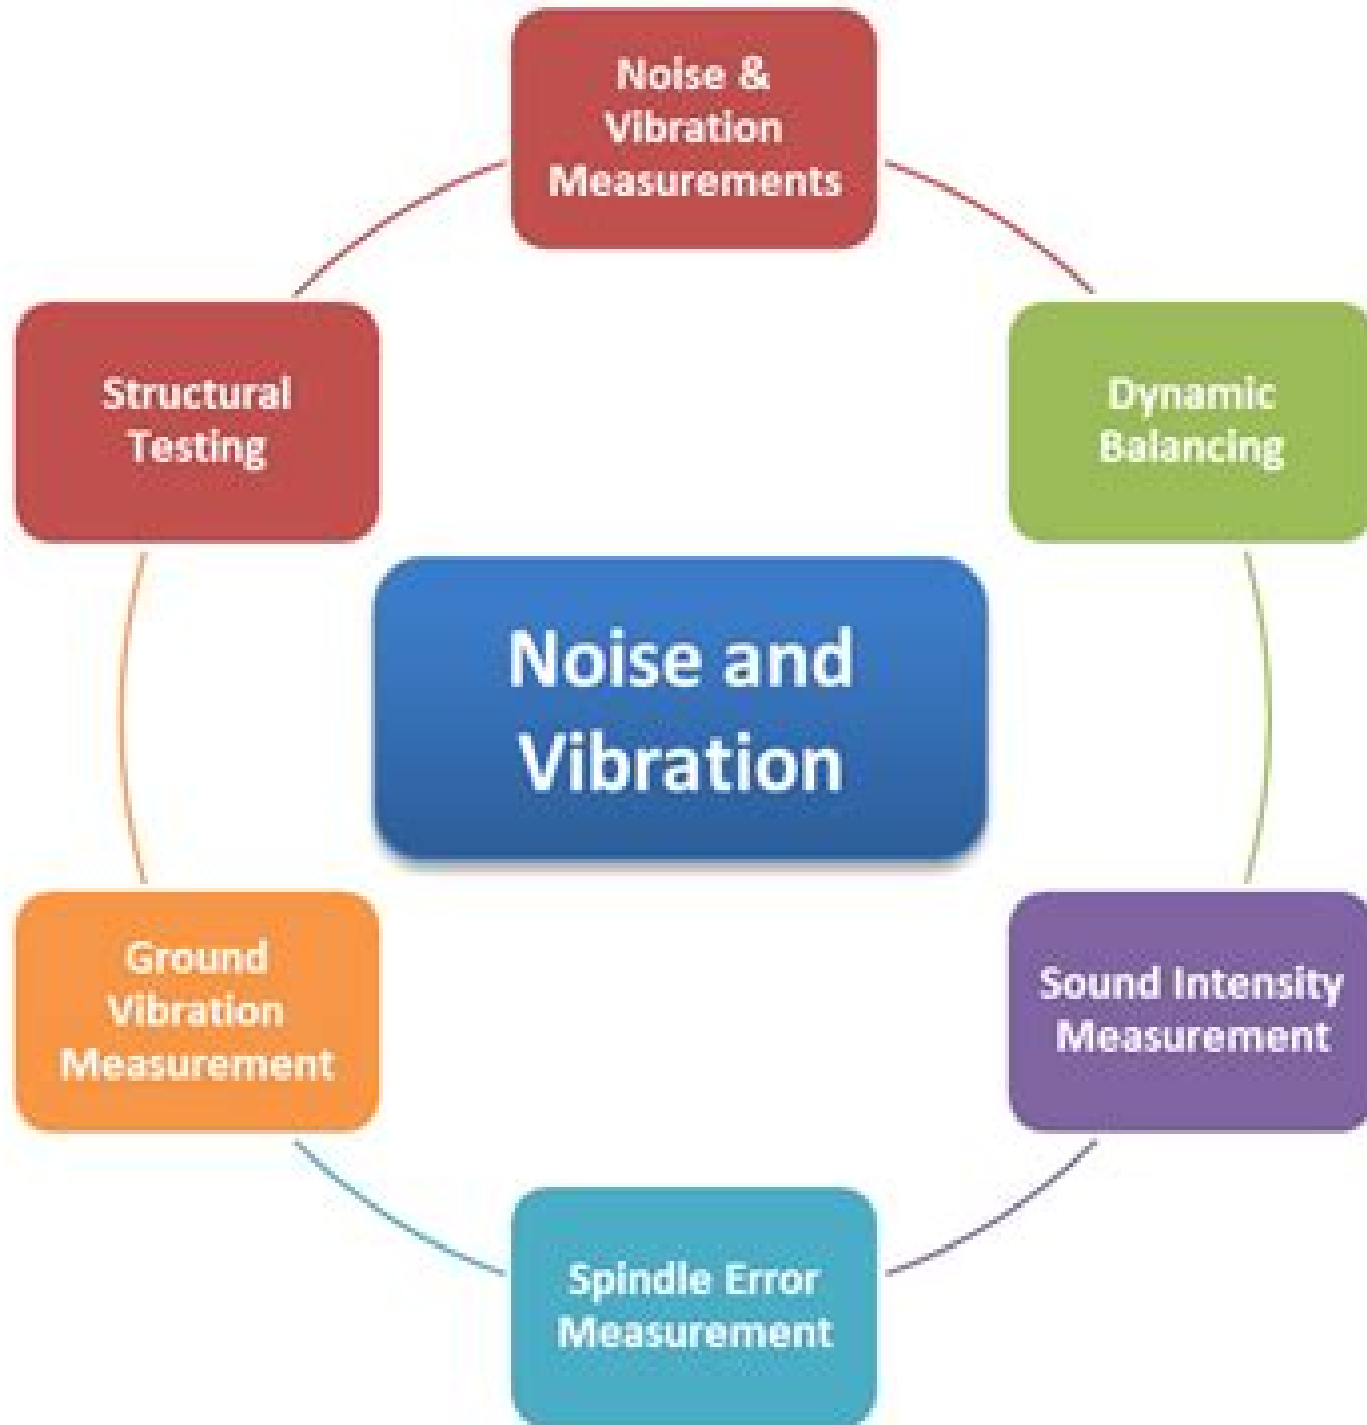 Noise &
Vibration
Measurements
Structural
Testing
Dynamic
Balancing
Noise and
Vibration
Ground
Vibration
Measurement
Sound Intensity
Measurement
Spindle Error
Measurement